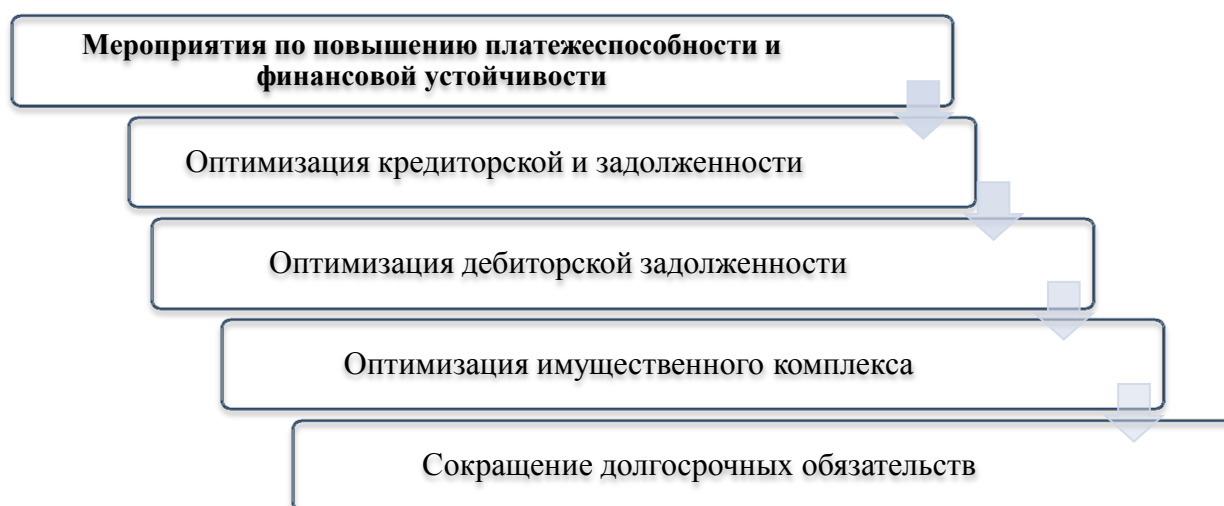 Мероприятия по повышению платежеспособности и
финансовой устойчивости
Оптимизация кредиторской и задолженности
Оптимизация дебиторской задолженности
Оптимизация имущественного комплекса
Сокращение долгосрочных обязательств